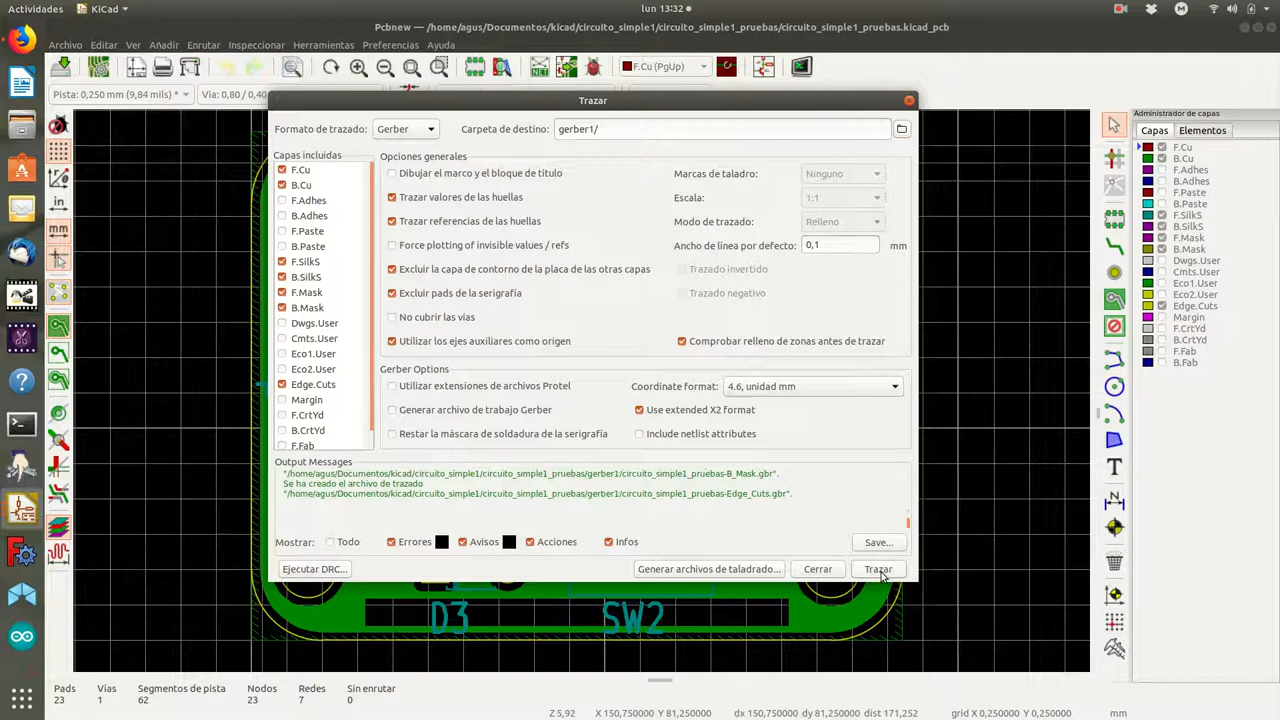 Actividades
KiCad
lun 13:32
Pcbnew — /home/agus/Documentos/kicad/circuito_simple1/circuito_simple1_pruebas/circuito_simple1_pruebas.kicad_pcb
Archivo Editar Ver Añadir Enrutar Inspeccionar Herramientas Preferencias Ayuda
F.Cu (PgUp)
Pista: 0,250 mm (9,84 mils) *
Via: 0,80 / 0,40
Trazar
Formato de trazado: Gerber
Carpeta de destino: gerber1/
Capas incluidas
F.Cu
B.Cu
F.Adhes
B.Adhes
F.Paste
B.Paste
F.SilkS
B.SilkS
F.Mask
B.Mask
Dwgs.User
Cmts.User
Eco1.User
Eco2.User
Edge.Cuts
Margin
F.CrtYd
B.CrtYd
F.Fab
Opciones generales
Dibujar el marco y el bloque de título
Trazar valores de las huellas
Trazar referencias de las huellas
Force plotting of invisible values / refs
Excluir la capa de contorno de la placa de las otras capas
Excluir pads de la serigrafía
No cubrir las vías
Utilizar los ejes auxiliares como origen
Marcas de taladro: Ninguno
Escala: 1:1
Modo de trazado: Relleno
Ancho de línea por defecto: 0,1 mm
Trazado invertido
Trazado negativo
Comprobar relleno de zonas antes de trazar
Gerber Options
Utilizar extensiones de archivos Protel
Generar archivo de trabajo Gerber
Restar la máscara de soldadura de la serigrafía
Coordinate format: 4.6, unidad mm
Use extended X2 format
Include netlist attributes
Output Messages
"/home/agus/Documentos/kicad/circuito_simple1/circuito_simple1_pruebas/gerber1/circuito_simple1_pruebas-B_Mask.gbr".
Se ha creado el archivo de trazado
"/home/agus/Documentos/kicad/circuito_simple1/circuito_simple1_pruebas/gerber1/circuito_simple1_pruebas-Edge_Cuts.gbr".
Mostrar: Todo Errores Avisos Acciones Infos Save...
Ejecutar DRC... Generar archivos de taladrado... Cerrar Trazar
D3 SW2
Administrador de capas
Capas Elementos
F.Cu
B.Cu
F.Adhes
B.Adhes
F.Paste
B.Paste
F.SilkS
B.SilkS
F.Mask
B.Mask
Dwgs.User
Cmts.User
Eco1.User
Eco2.User
Edge.Cuts
Margin
F.CrtYd
B.CrtYd
F.Fab
B.Fab
NET
mm
T
N
M
Pads Vías Segmentos de pista Nodos Redes Sin enrutar
23 1 62 23 7 0
Z 5,92 X 150,750000 Y 81,250000 dx 150,750000 dy 81,250000 dist 171,252 grid X 0,250000 Y 0,250000 mm